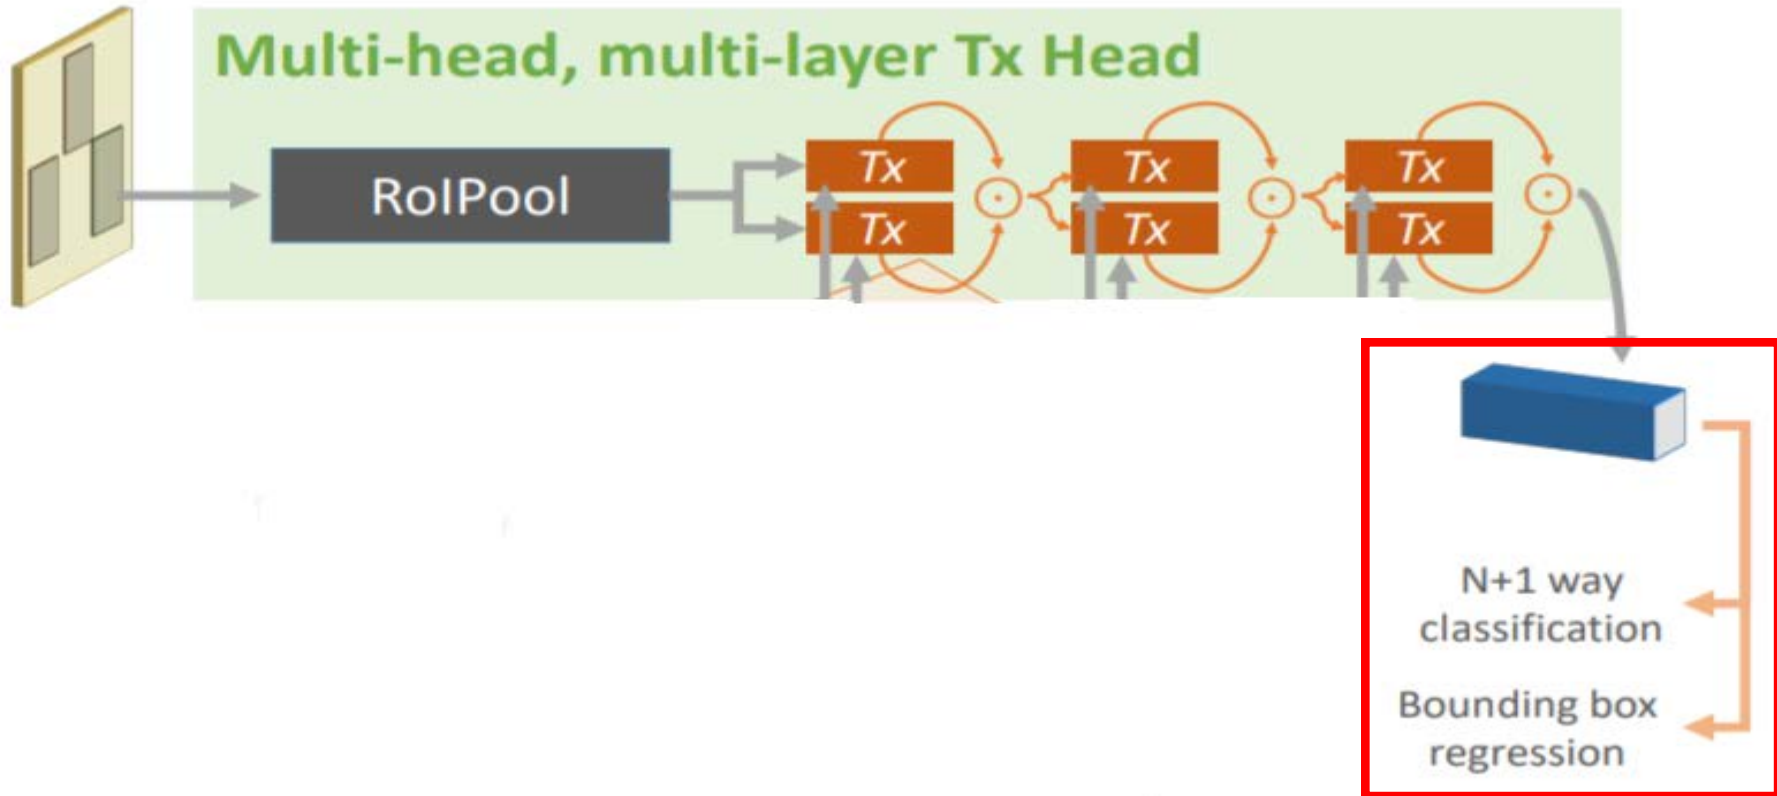 Multi-head, multi-layer Tx Head
RoIPool
Tx
Tx
Tx
Tx
Tx
Tx
N+1 way
classification
Bounding box
regression